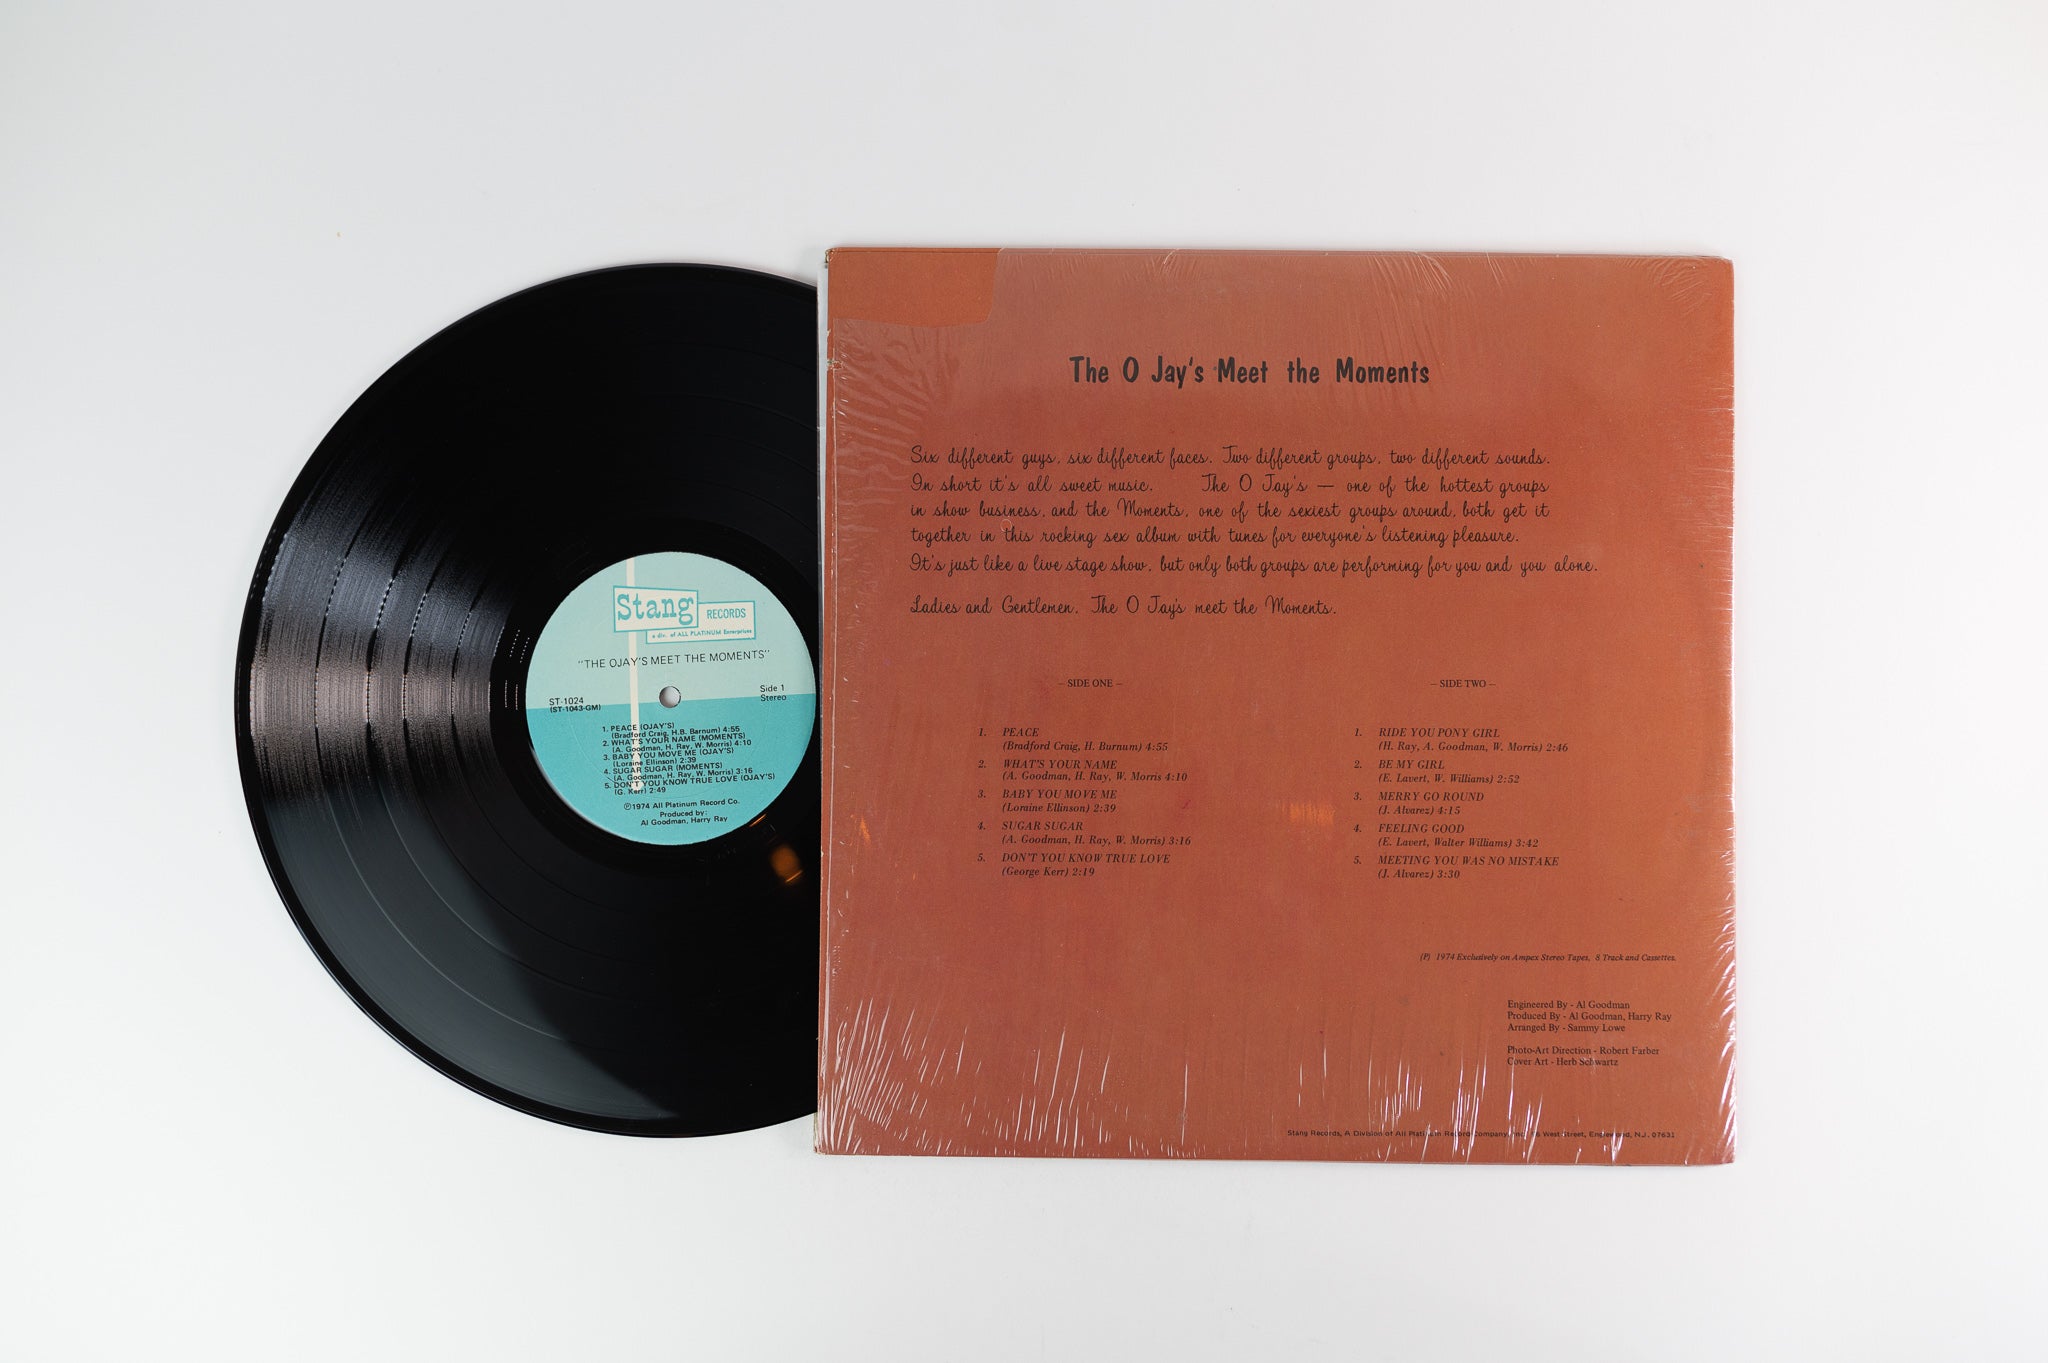 Stang RECORDS
a div. of ALL PLATINUM Enterprises
"THE OJAY'S MEET THE MOMENTS"
ST-1024
(ST-1043-GM)
Side 1
Stereo
1. PEACE (OJAY'S)
(Bradford Craig, H.B. Barnum) 4:55
2. WHAT'S YOUR NAME (MOMENTS)
(A. Goodman, H. Ray, W. Morris) 4:10
3. BABY YOU MOVE ME (OJAY'S)
(Loraine Ellinson) 2:39
4. SUGAR SUGAR (MOMENTS)
(A. Goodman, H. Ray, W. Morris) 3:16
5. DON'T YOU KNOW TRUE LOVE (OJAY'S)
(G. Kerr) 2:49
℗1974 All Platinum Record Co.
Produced by:
Al Goodman, Harry Ray
The O Jay's Meet the Moments
Six different guys, six different faces. Two different groups, two different sounds.
In short it's all sweet music. The O Jay's — one of the hottest groups
in show business, and the Moments, one of the sexiest groups around, both get it
together in this rocking sex album with tunes for everyone's listening pleasure.
It's just like a live stage show, but only both groups are performing for you and you alone.
Ladies and Gentlemen, The O Jay's meet the Moments.
– SIDE ONE –
1. PEACE
(Bradford Craig, H. Burnum) 4:55
2. WHAT'S YOUR NAME
(A. Goodman, H. Ray, W. Morris 4:10
3. BABY YOU MOVE ME
(Loraine Ellinson) 2:39
4. SUGAR SUGAR
(A. Goodman, H. Ray, W. Morris) 3:16
5. DON'T YOU KNOW TRUE LOVE
(George Kerr) 2:19
– SIDE TWO –
1. RIDE YOU PONY GIRL
(H. Ray, A. Goodman, W. Morris) 2:46
2. BE MY GIRL
(E. Lavert, W. Williams) 2:52
3. MERRY GO ROUND
(J. Alvarez) 4:15
4. FEELING GOOD
(E. Lavert, Walter Williams) 3:42
5. MEETING YOU WAS NO MISTAKE
(J. Alvarez) 3:30
(P) 1974 Exclusively on Ampex Stereo Tapes, 8 Track and Cassettes.
Engineered By - Al Goodman
Produced By - Al Goodman, Harry Ray
Arranged By - Sammy Lowe
Photo-Art Direction - Robert Farber
Cover Art - Herb Schwartz
Stang Records, A Division of All Platinum Record Company, Inc. West Street, Englewood, N.J. 07631